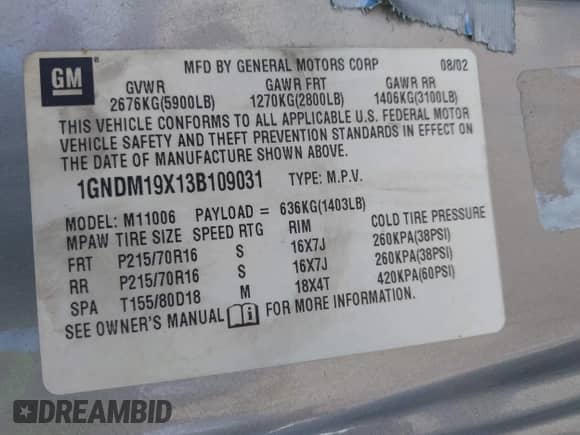 GM ®
MFD BY GENERAL MOTORS CORP 08/02
GVWR GAWR FRT GAWR RR
2676KG(5900LB) 1270KG(2800LB) 1406KG(3100LB)
THIS VEHICLE CONFORMS TO ALL APPLICABLE U.S. FEDERAL MOTOR
VEHICLE SAFETY AND THEFT PREVENTION STANDARDS IN EFFECT ON
THE DATE OF MANUFACTURE SHOWN ABOVE.
1GNDM19X13B109031 TYPE: M.P.V.
MODEL: M11006 PAYLOAD = 636KG(1403LB)
MPAW TIRE SIZE SPEED RTG RIM COLD TIRE PRESSURE
FRT P215/70R16 S 16X7J 260KPA(38PSI)
RR P215/70R16 S 16X7J 260KPA(38PSI)
SPA T155/80D18 M 18X4T 420KPA(60PSI)
SEE OWNER'S MANUAL FOR MORE INFORMATION.
DREAMBID